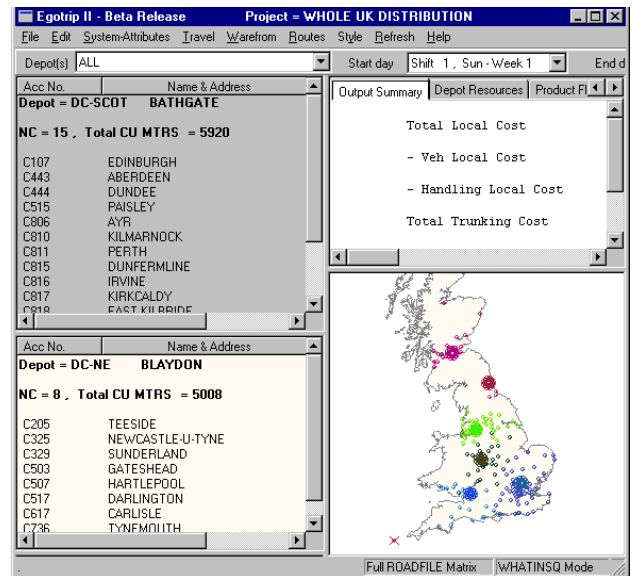 Egotrip II - Beta Release Project = WHOLE UK DISTRIBUTION
File Edit System-Attributes Travel Warefrom Routes Style Refresh Help
Depot(s) ALL Start day Shift 1 , Sun - Week 1 End d
Acc No. Name & Address
Depot = DC-SCOT BATHGATE
NC = 15 , Total CU MTRS = 5920
C107 EDINBURGH
C443 ABERDEEN
C444 DUNDEE
C515 PAISLEY
C806 AYR
C810 KILMARNOCK
C811 PERTH
C815 DUNFERMLINE
C816 IRVINE
C817 KIRKCALDY
C818 EAST KILBRIDE
Output Summary Depot Resources Product Fl
Total Local Cost
- Veh Local Cost
- Handling Local Cost
Total Trunking Cost
Acc No. Name & Address
Depot = DC-NE BLAYDON
NC = 8 , Total CU MTRS = 5008
C205 TEESIDE
C325 NEWCASTLE-U-TYNE
C329 SUNDERLAND
C503 GATESHEAD
C507 HARTLEPOOL
C517 DARLINGTON
C617 CARLISLE
C736 TYNEMOUTH
. Full ROADFILE Matrix WHATINSQ Mode